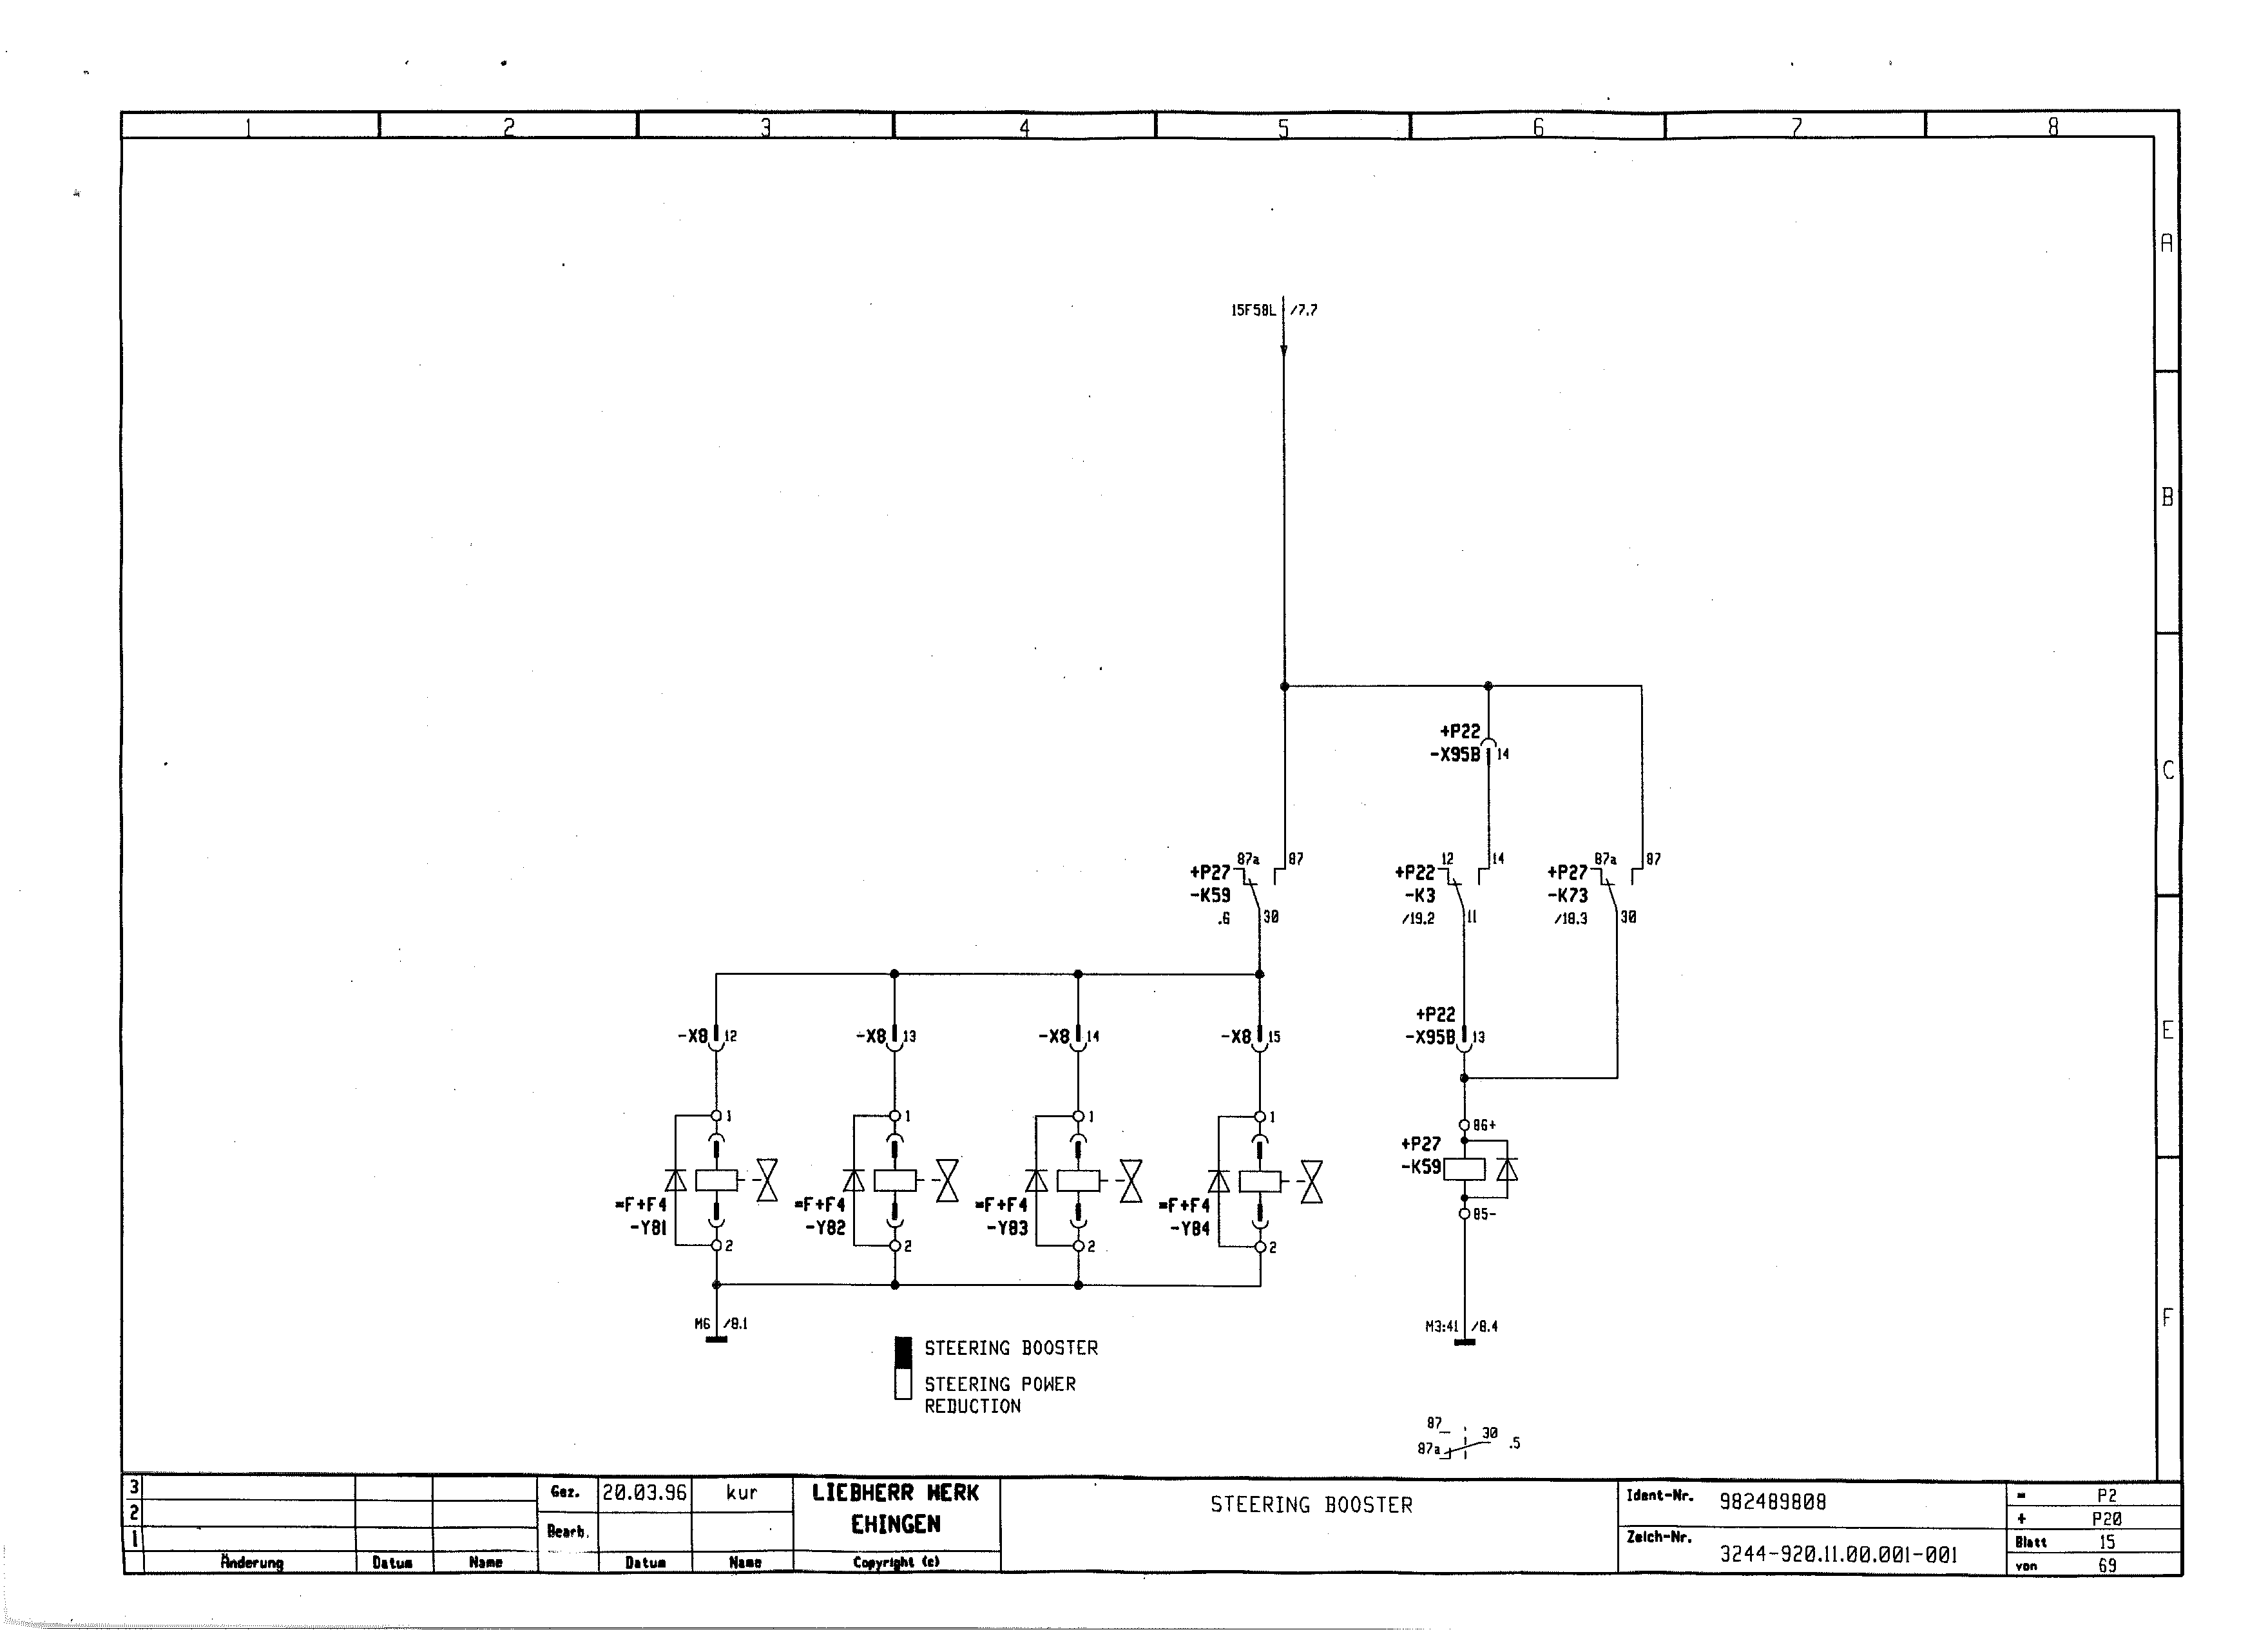 1 2 3 4 5 6 7 8
A
15F58L /7.7
B
+P22
-X95B 14
C
87a 87 12 14 87a 87
+P27 +P22 +P27
-K59 -K3 -K73
.6 30 /19.2 11 /18.3 30
+P22
-X8 12 -X8 13 -X8 14 -X8 15 -X95B 13
E
1 1 1 1 86+
+P27
-K59
=F+F4 =F+F4 =F+F4 =F+F4
-Y81 -Y82 -Y83 -Y84 85-
2 2 2 2
M6 /8.1 M3:41 /8.4
F
STEERING BOOSTER
STEERING POWER
REDUCTION
87
30 .5
87a
3
2
1
Änderung Datum Name
Gez. 20.03.96 kur
Bearb.
Datum Name
LIEBHERR WERK
EHINGEN
Copyright (c)
STEERING BOOSTER
Ident-Nr. 982489808
Zeich-Nr. 3244-920.11.00.001-001
= P2
+ P20
Blatt 15
von 69